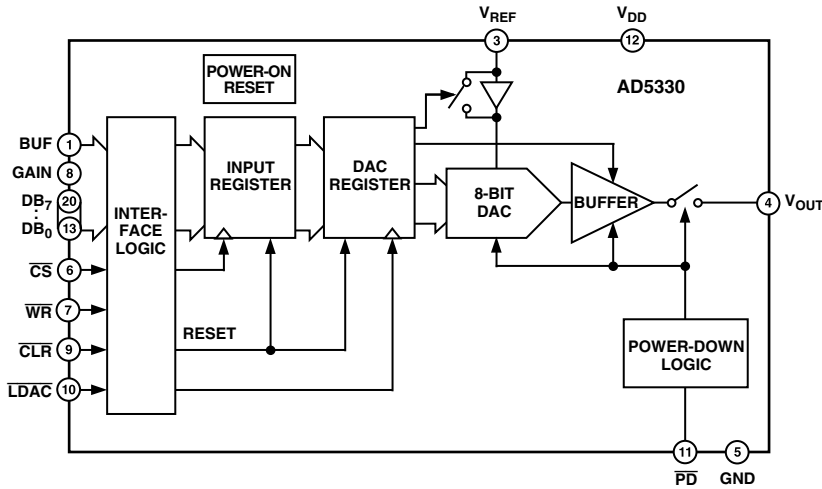 VREF
VDD
3
12
POWER-ON
RESET
AD5330
BUF
1
GAIN
8
DB7
20
:
DB0
13
INTER-
FACE
LOGIC
INPUT
REGISTER
DAC
REGISTER
8-BIT
DAC
BUFFER
4
VOUT
CS
6
WR
7
CLR
9
LDAC
10
RESET
POWER-DOWN
LOGIC
11
5
PD
GND